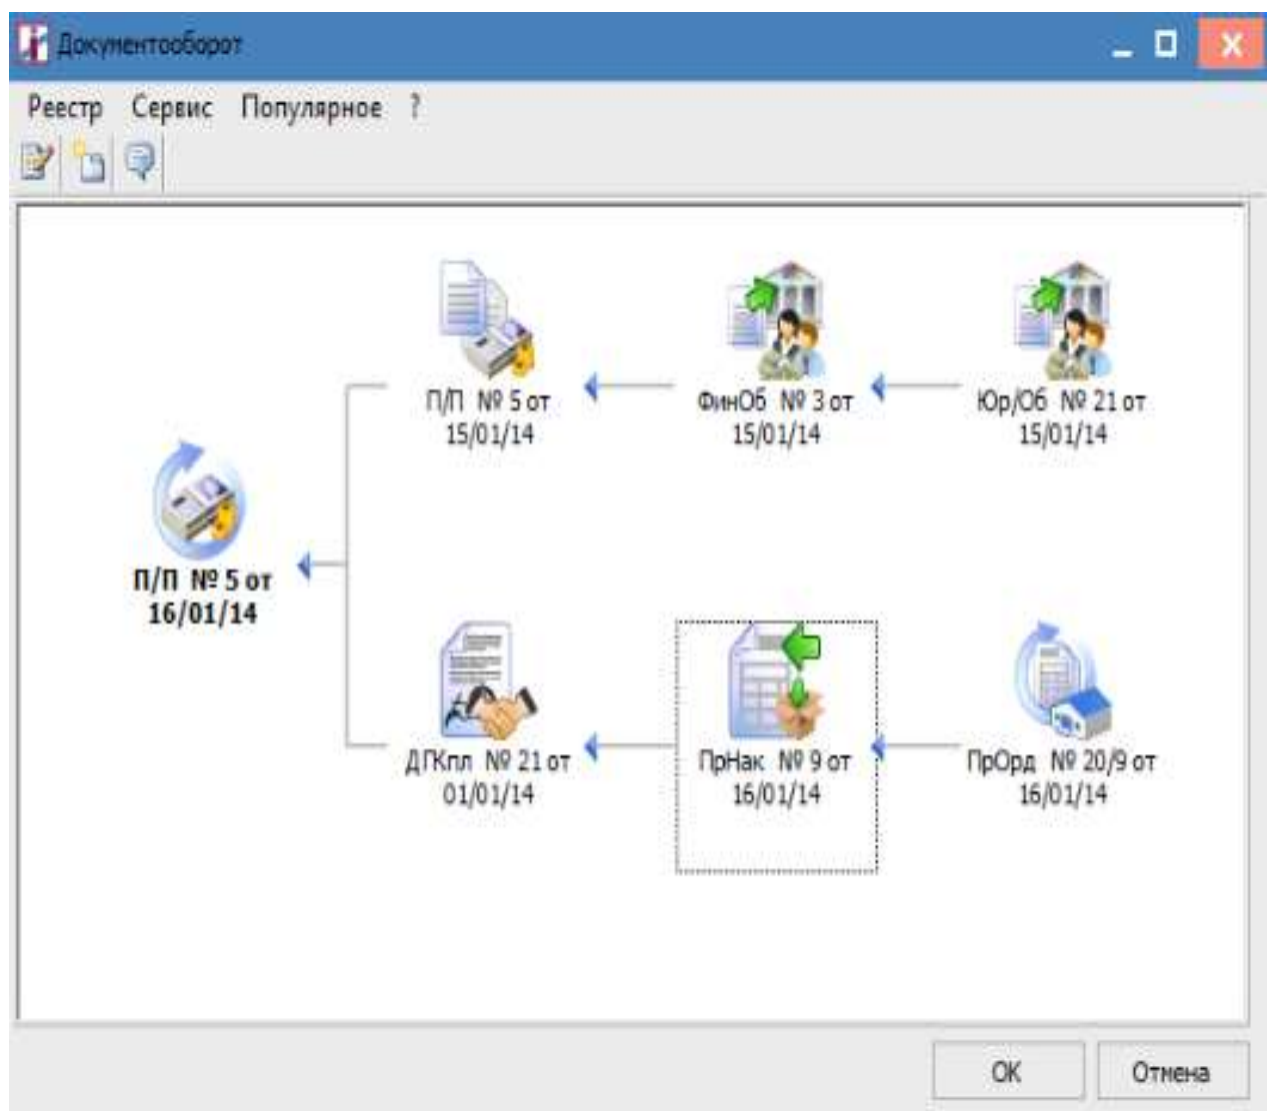 Документооборот
Реестр Сервис Популярное ?
П/П № 5 от
15/01/14
ФинОб № 3 от
15/01/14
Юр/Об № 21 от
15/01/14
П/П № 5 от
16/01/14
ДГКпл № 21 от
01/01/14
ПрНак № 9 от
16/01/14
ПрОрд № 20/9 от
16/01/14
ОК
Отмена